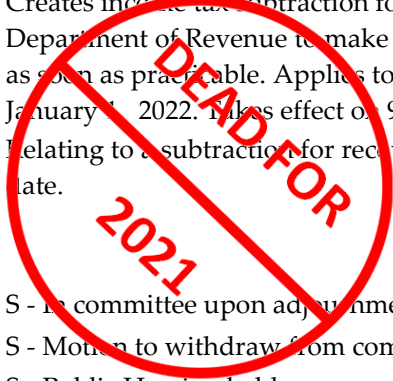 Creates income tax subtraction fo
Department of Revenue to make
as soon as practicable. Applies to
January 1, 2022. Takes effect on 9
Relating to a subtraction for rece
date.
DEAD FOR
2021
S - In committee upon adjournme
S - Motion to withdraw from com